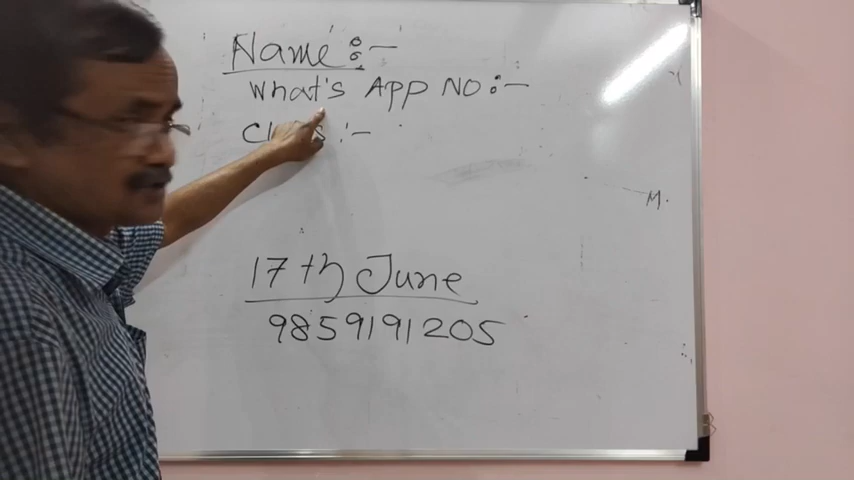 Name :-
What's App No :-
:-
17th June
9859191205
M.